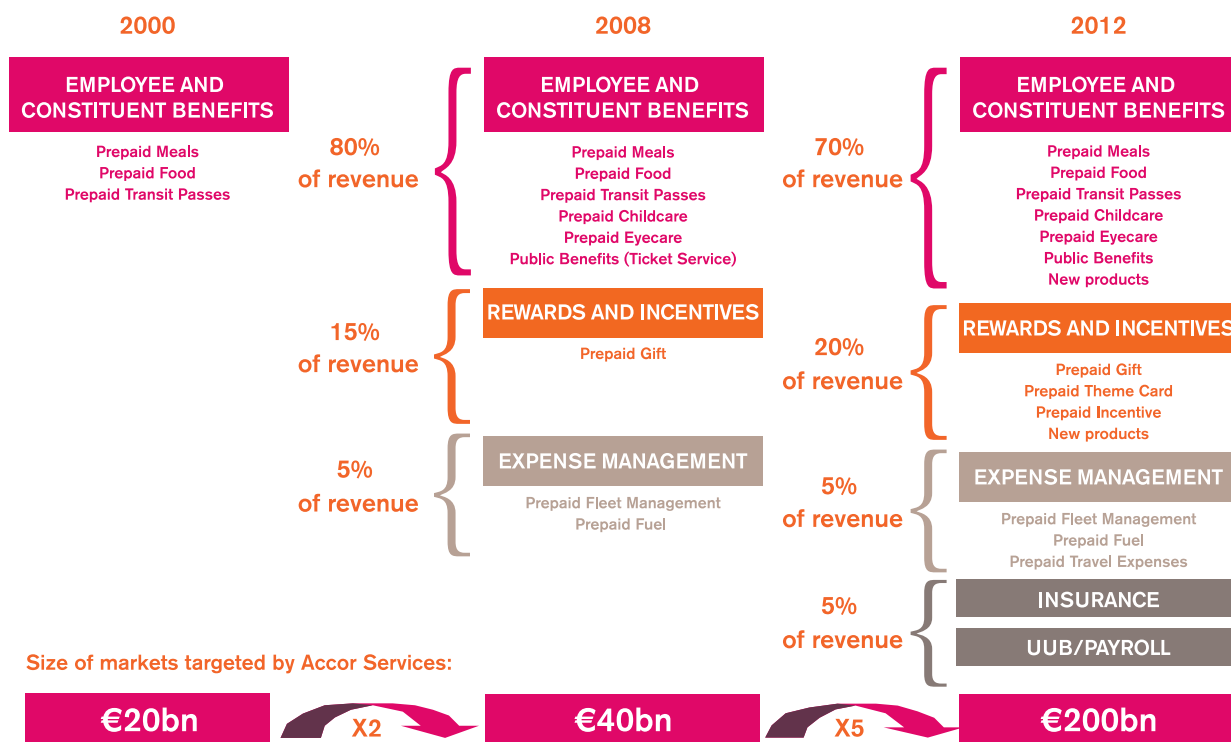 2000
EMPLOYEE AND
CONSTITUENT BENEFITS
Prepaid Meals
Prepaid Food
Prepaid Transit Passes
2008
80%
of revenue
EMPLOYEE AND
CONSTITUENT BENEFITS
Prepaid Meals
Prepaid Food
Prepaid Transit Passes
Prepaid Childcare
Prepaid Eyecare
Public Benefits (Ticket Service)
15%
of revenue
REWARDS AND INCENTIVES
Prepaid Gift
5%
of revenue
EXPENSE MANAGEMENT
Prepaid Fleet Management
Prepaid Fuel
2012
70%
of revenue
EMPLOYEE AND
CONSTITUENT BENEFITS
Prepaid Meals
Prepaid Food
Prepaid Transit Passes
Prepaid Childcare
Prepaid Eyecare
Public Benefits
New products
20%
of revenue
REWARDS AND INCENTIVES
Prepaid Gift
Prepaid Theme Card
Prepaid Incentive
New products
5%
of revenue
EXPENSE MANAGEMENT
Prepaid Fleet Management
Prepaid Fuel
Prepaid Travel Expenses
5%
of revenue
INSURANCE
UUB/PAYROLL
Size of markets targeted by Accor Services:
€20bn
X2
€40bn
X5
€200bn